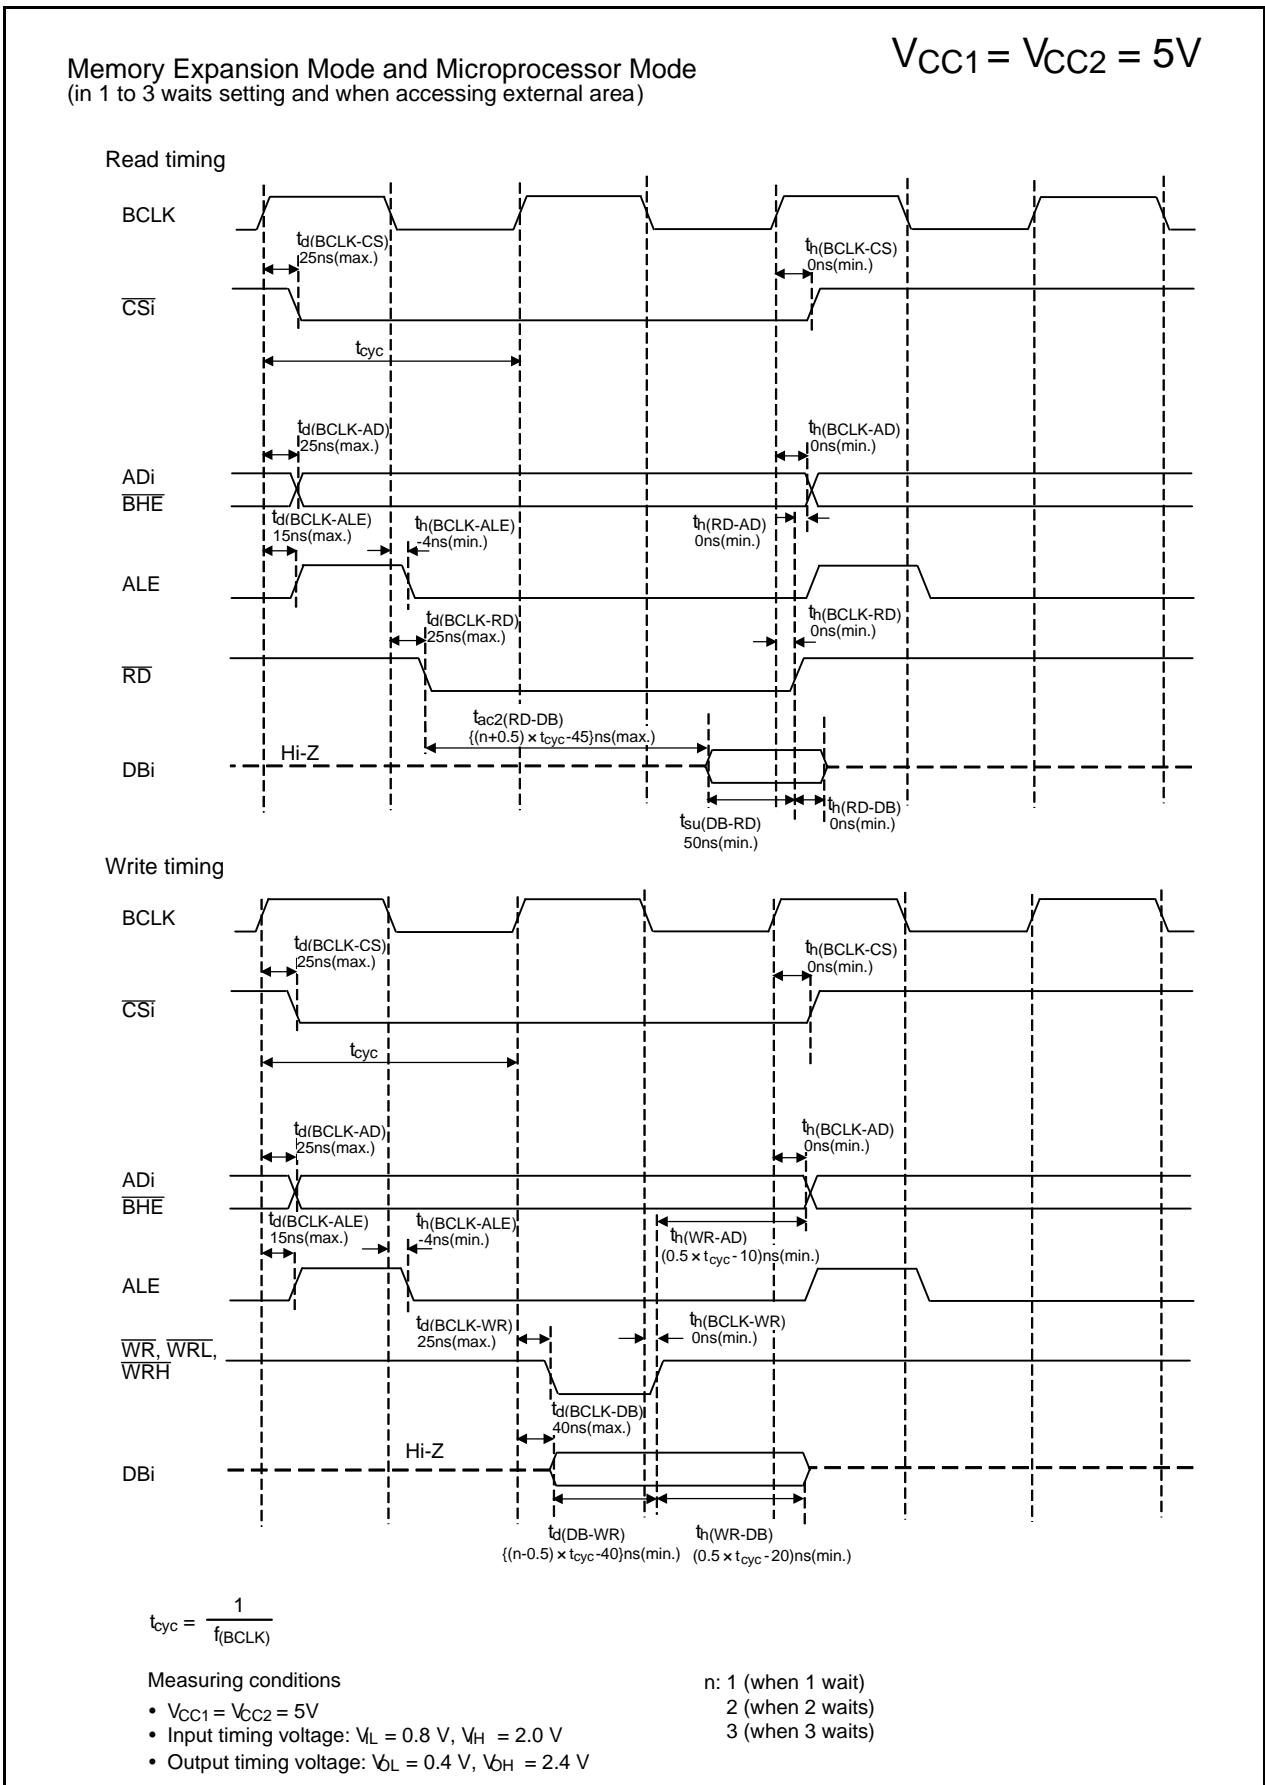 VCC1 = VCC2 = 5V
Memory Expansion Mode and Microprocessor Mode
(in 1 to 3 waits setting and when accessing external area)
Read timing
BCLK
td(BCLK-CS)
25ns(max.)
th(BCLK-CS)
0ns(min.)
CSi
tcyc
td(BCLK-AD)
25ns(max.)
th(BCLK-AD)
0ns(min.)
ADi
BHE
td(BCLK-ALE)
15ns(max.)
th(BCLK-ALE)
-4ns(min.)
th(RD-AD)
0ns(min.)
ALE
td(BCLK-RD)
25ns(max.)
th(BCLK-RD)
0ns(min.)
RD
tac2(RD-DB)
{(n+0.5)×tcyc-45}ns(max.)
Hi-Z
DBi
tsu(DB-RD)
50ns(min.)
th(RD-DB)
0ns(min.)
Write timing
BCLK
td(BCLK-CS)
25ns(max.)
th(BCLK-CS)
0ns(min.)
CSi
tcyc
td(BCLK-AD)
25ns(max.)
th(BCLK-AD)
0ns(min.)
ADi
BHE
td(BCLK-ALE)
15ns(max.)
th(BCLK-ALE)
-4ns(min.)
th(WR-AD)
(0.5×tcyc-10)ns(min.)
ALE
td(BCLK-WR)
25ns(max.)
th(BCLK-WR)
0ns(min.)
WR, WRL,
WRH
td(BCLK-DB)
40ns(max.)
Hi-Z
DBi
td(DB-WR)
{(n-0.5)×tcyc-40}ns(min.)
th(WR-DB)
(0.5×tcyc-20)ns(min.)
tcyc = 1
f(BCLK)
Measuring conditions
• VCC1 = VCC2 = 5V
• Input timing voltage: VIL = 0.8 V, VIH = 2.0 V
• Output timing voltage: VOL = 0.4 V, VOH = 2.4 V
n: 1 (when 1 wait)
2 (when 2 waits)
3 (when 3 waits)